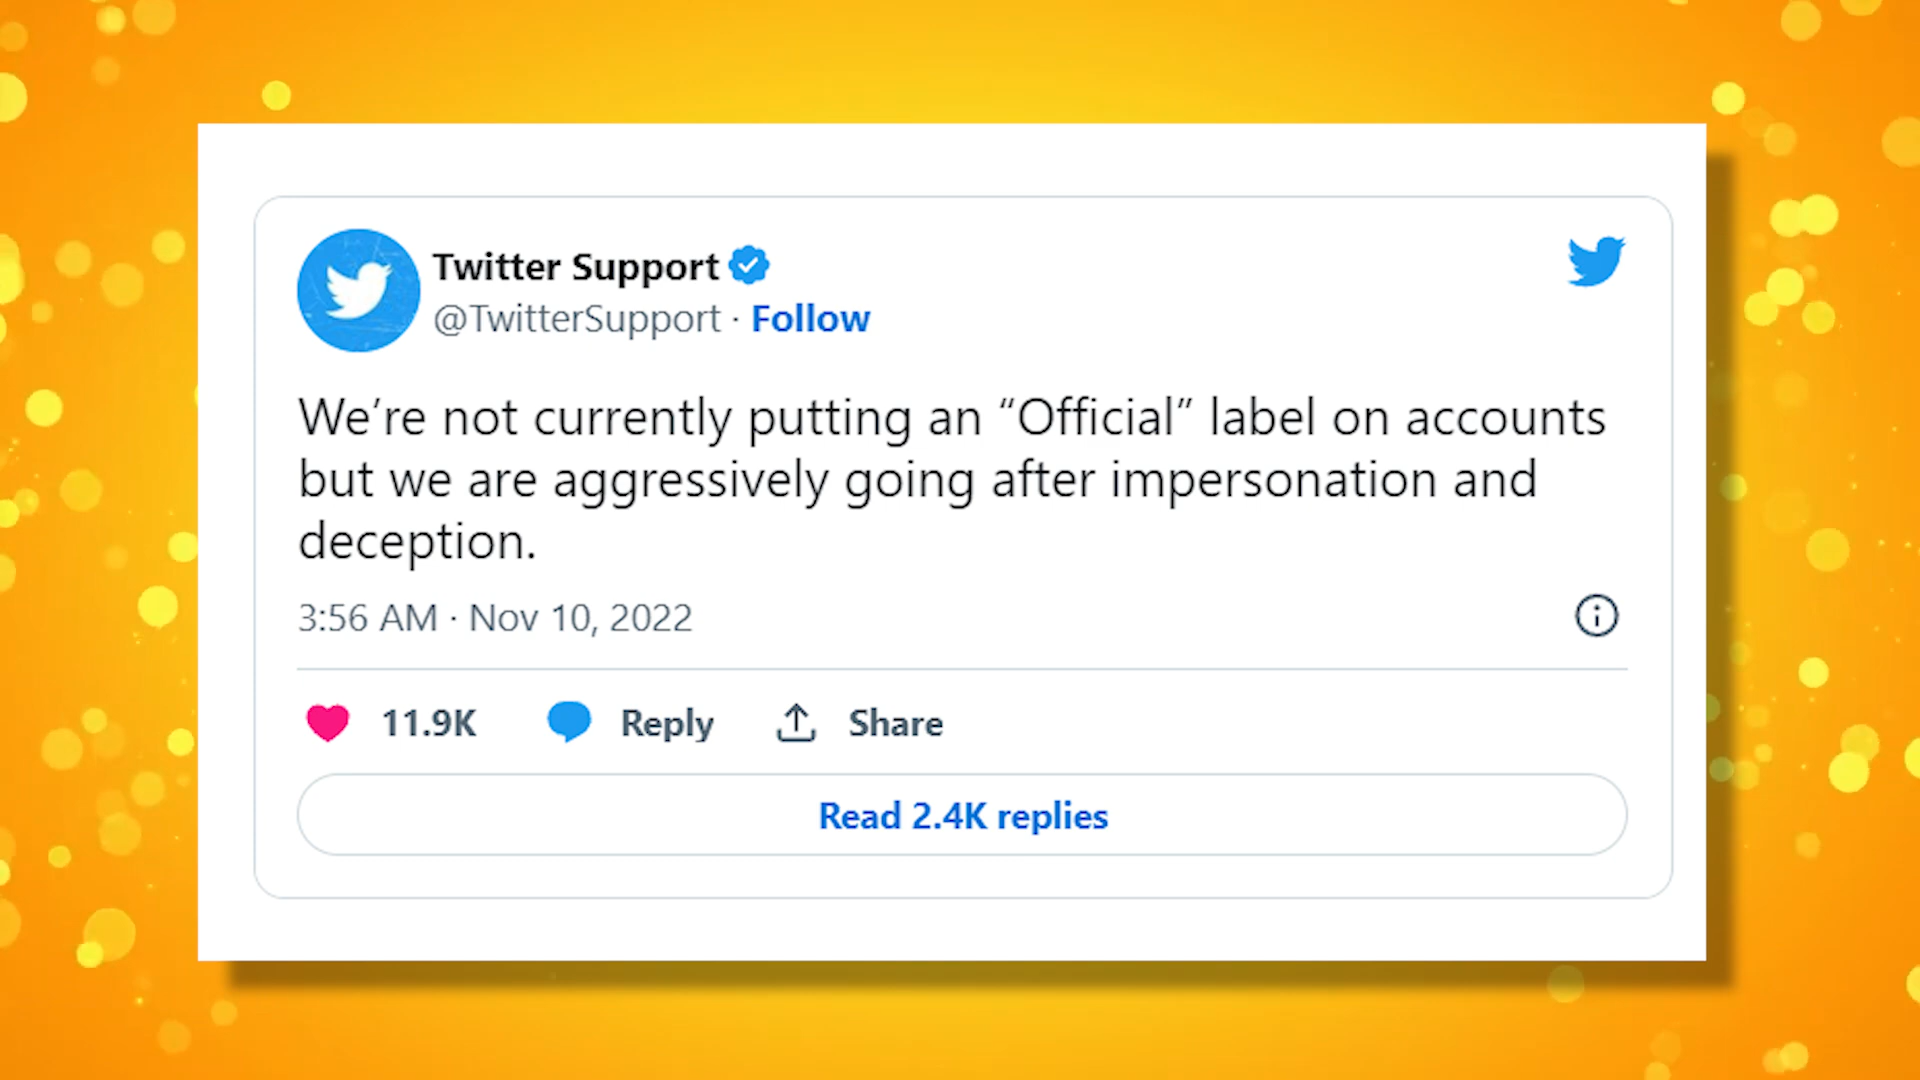 Twitter Support
@TwitterSupport · Follow
We’re not currently putting an “Official” label on accounts
but we are aggressively going after impersonation and
deception.
3:56 AM · Nov 10, 2022
11.9K Reply Share
Read 2.4K replies